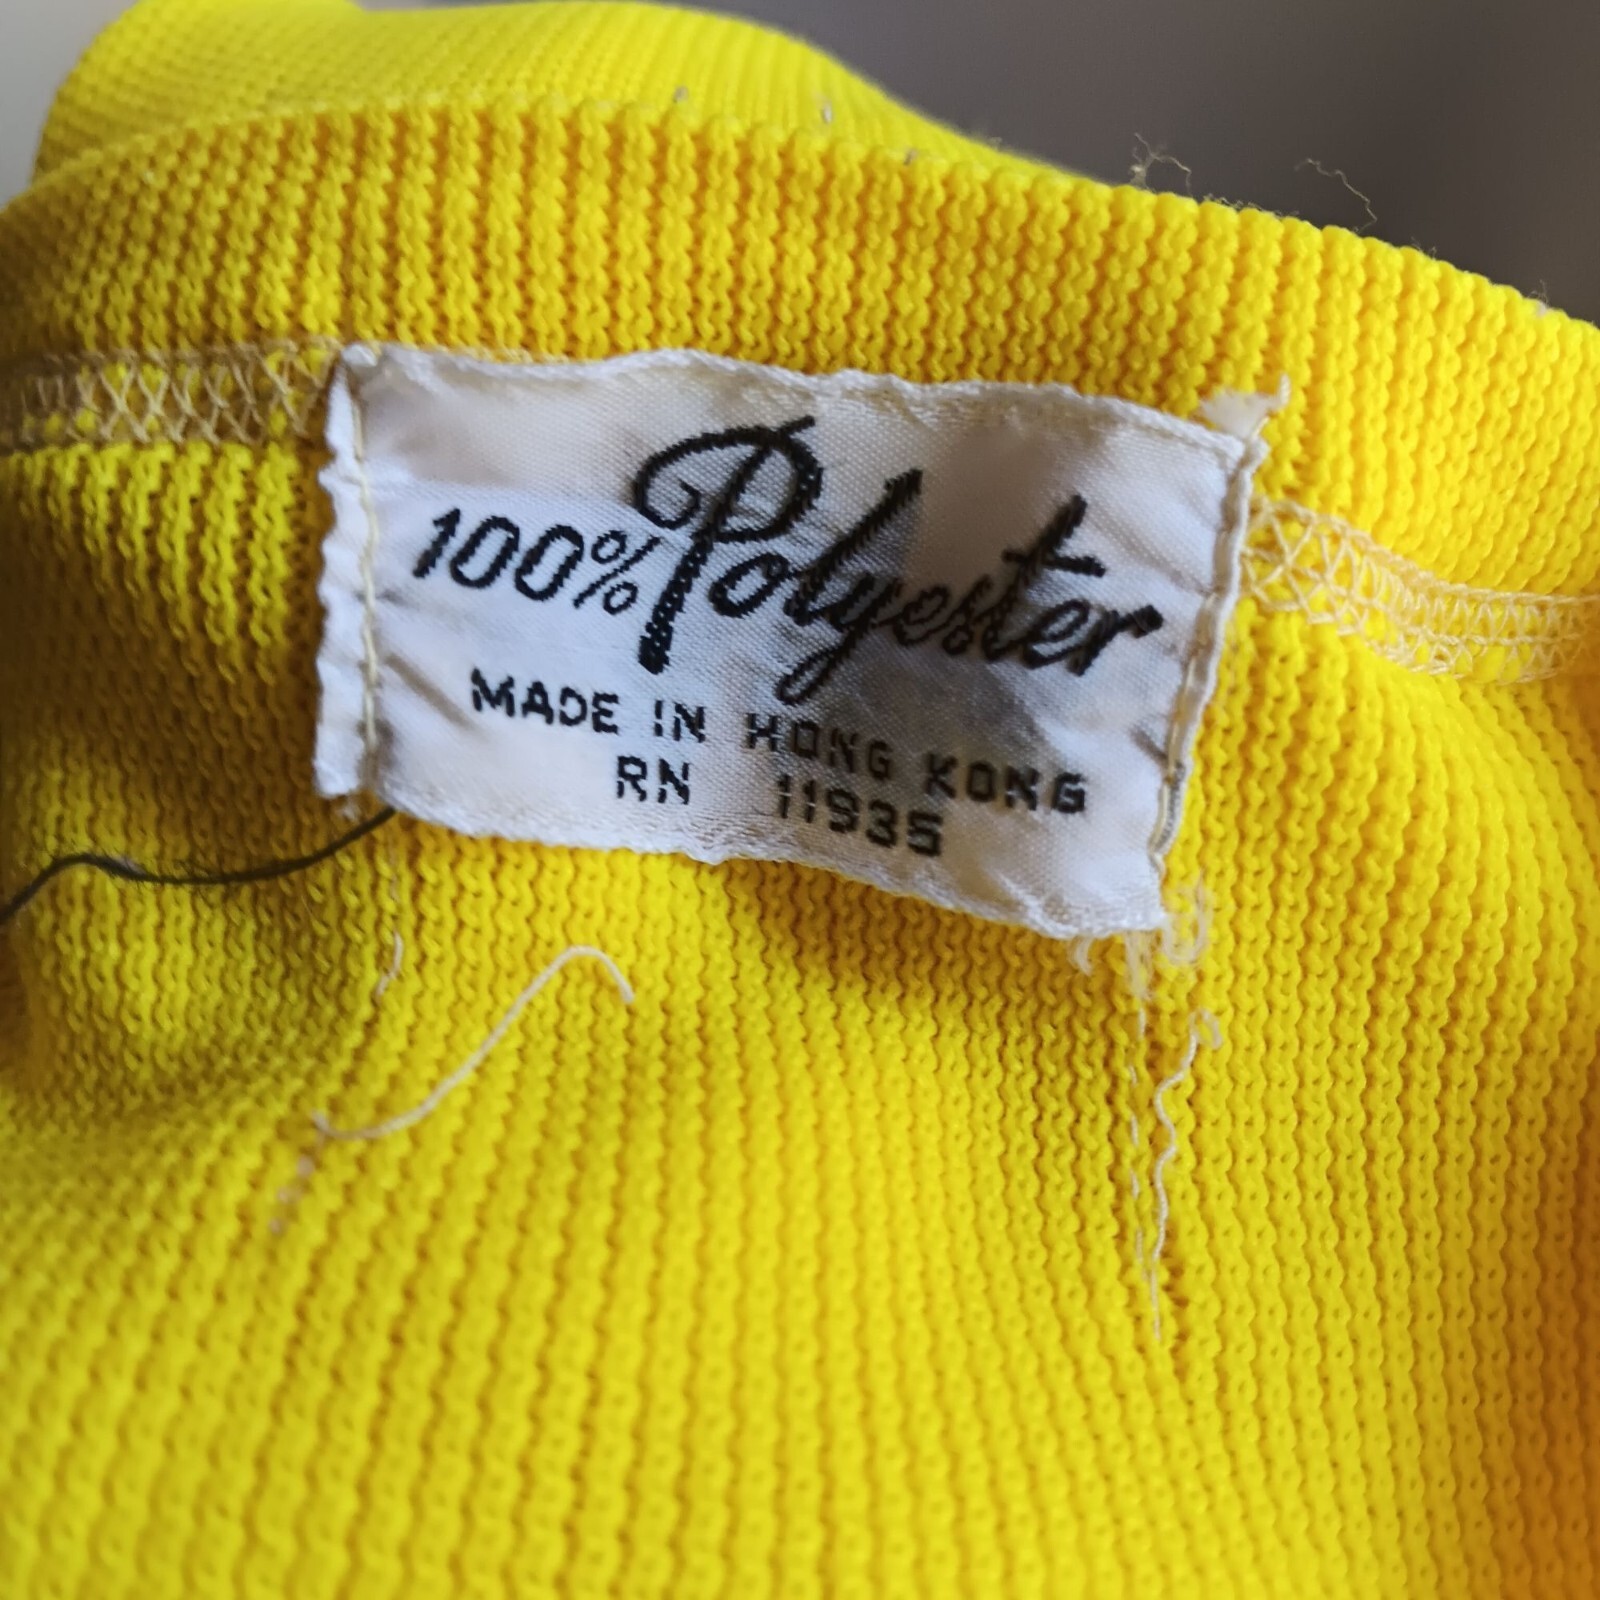 100% Polyester
MADE IN HONG KONG
RN 11935